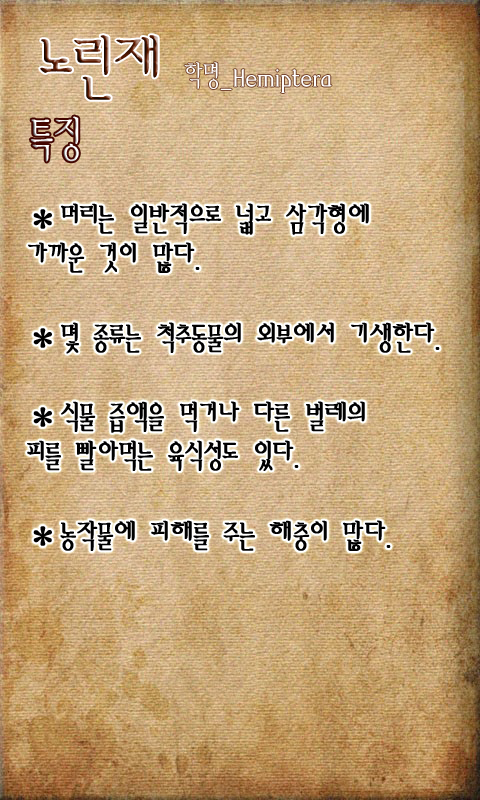 노린재 학명_Hemiptera
특징
* 머리는 일반적으로 넓고 삼각형에
가까운 것이 많다.
* 몇 종류는 척추동물의 외부에서 기생한다.
* 식물 즙액을 먹거나 다른 벌레의
피를 빨아먹는 육식성도 있다.
* 농작물에 피해를 주는 해충이 많다.